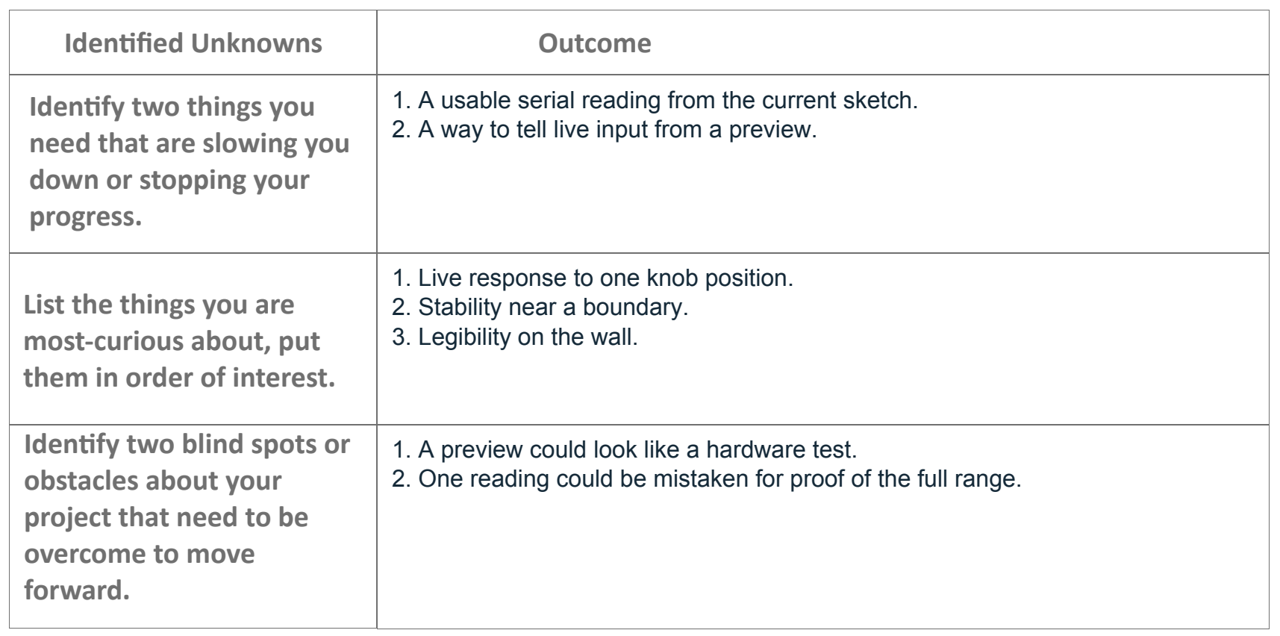 Identified Unknowns
Outcome
Identify two things you
need that are slowing you
down or stopping your
progress.
1. A usable serial reading from the current sketch.
2. A way to tell live input from a preview.
List the things you are
most-curious about, put
them in order of interest.
1. Live response to one knob position.
2. Stability near a boundary.
3. Legibility on the wall.
Identify two blind spots or
obstacles about your
project that need to be
overcome to move
forward.
1. A preview could look like a hardware test.
2. One reading could be mistaken for proof of the full range.